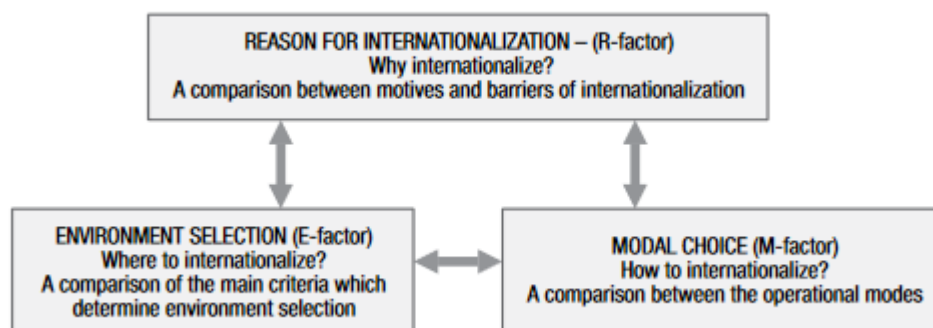 REASON FOR INTERNATIONALIZATION – (R-factor)
Why internationalize?
A comparison between motives and barriers of internationalization
ENVIRONMENT SELECTION (E-factor)
Where to internationalize?
A comparison of the main criteria which
determine environment selection
MODAL CHOICE (M-factor)
How to internationalize?
A comparison between the operational modes